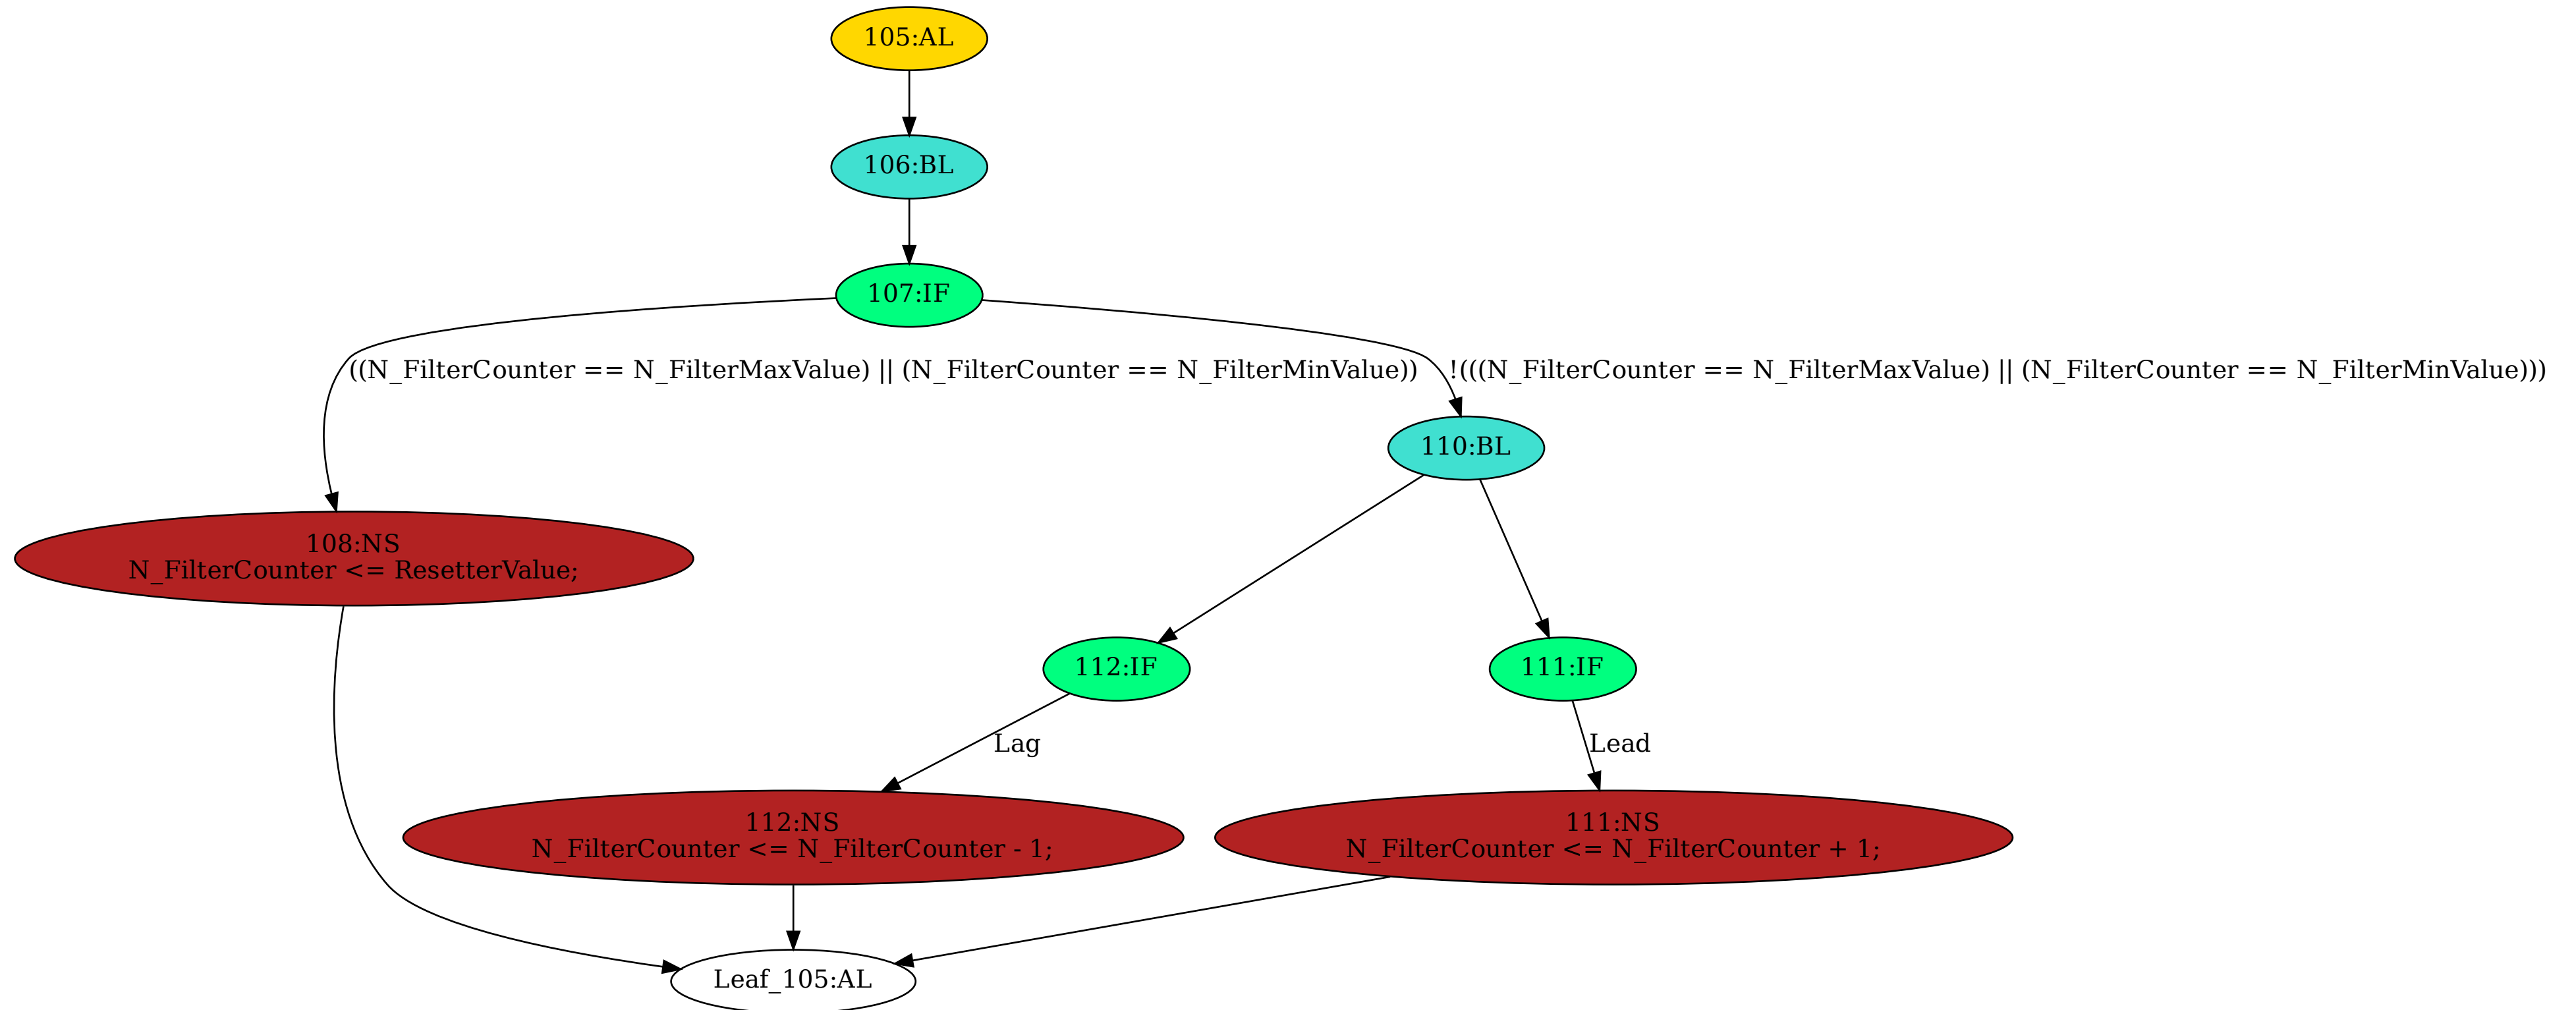 105:AL
106:BL
107:IF
((N_FilterCounter == N_FilterMaxValue) || (N_FilterCounter == N_FilterMinValue))
!(((N_FilterCounter == N_FilterMaxValue) || (N_FilterCounter == N_FilterMinValue)))
110:BL
108:NS
N_FilterCounter <= ResetterValue;
112:IF
111:IF
Lag
Lead
112:NS
N_FilterCounter <= N_FilterCounter - 1;
111:NS
N_FilterCounter <= N_FilterCounter + 1;
Leaf_105:AL